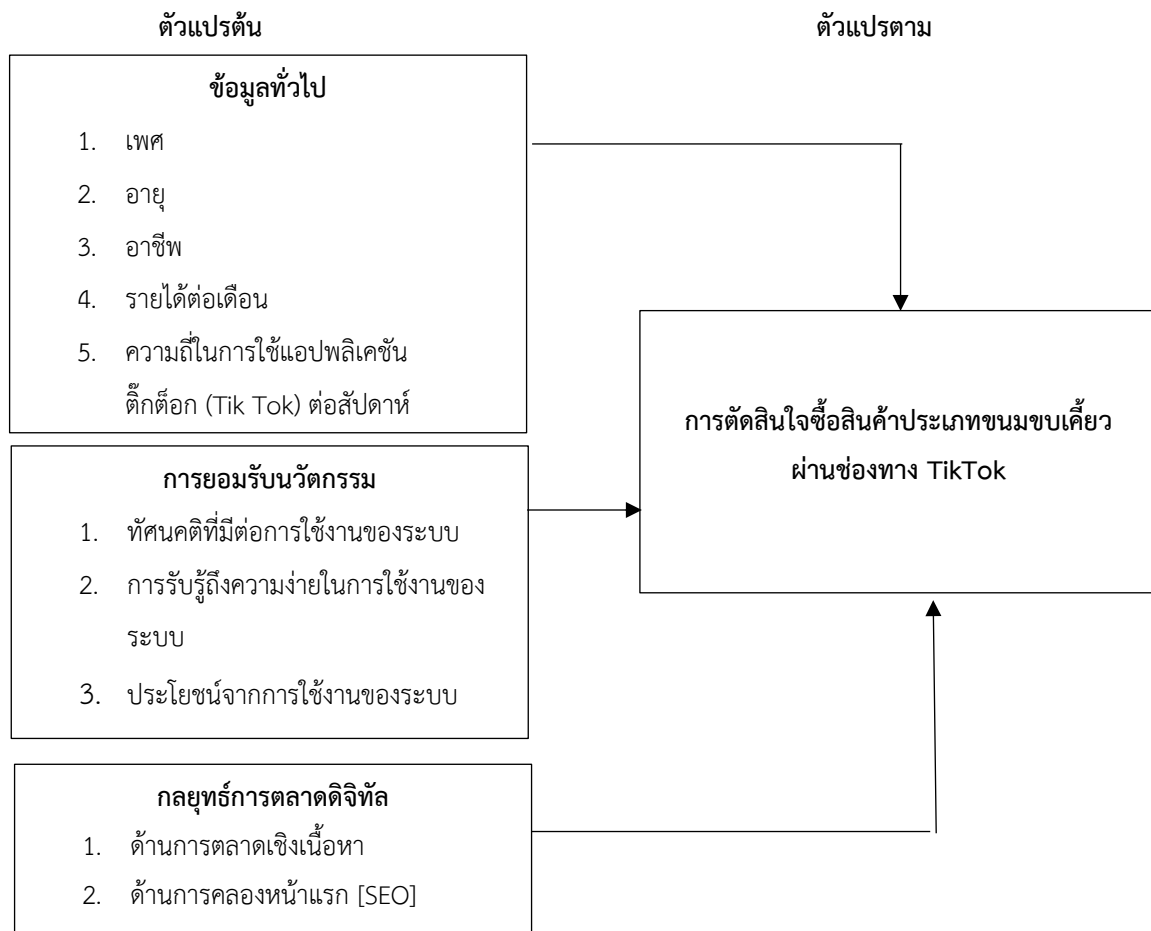 ตัวแปรต้น
ตัวแปรตาม
ข้อมูลทั่วไป
1. เพศ
2. อายุ
3. อาชีพ
4. รายได้ต่อเดือน
5. ความถี่ในการใช้แอปพลิเคชัน
ติ๊กต็อก (Tik Tok) ต่อสัปดาห์
การยอมรับนวัตกรรม
1. ทัศนคติที่มีต่อการใช้งานของระบบ
2. การรับรู้ถึงความง่ายในการใช้งานของ
ระบบ
3. ประโยชน์จากการใช้งานของระบบ
กลยุทธ์การตลาดดิจิทัล
1. ด้านการตลาดเชิงเนื้อหา
2. ด้านการคลองหน้าแรก [SEO]
การตัดสินใจซื้อสินค้าประเภทขนมขบเคี้ยว
ผ่านช่องทาง TikTok